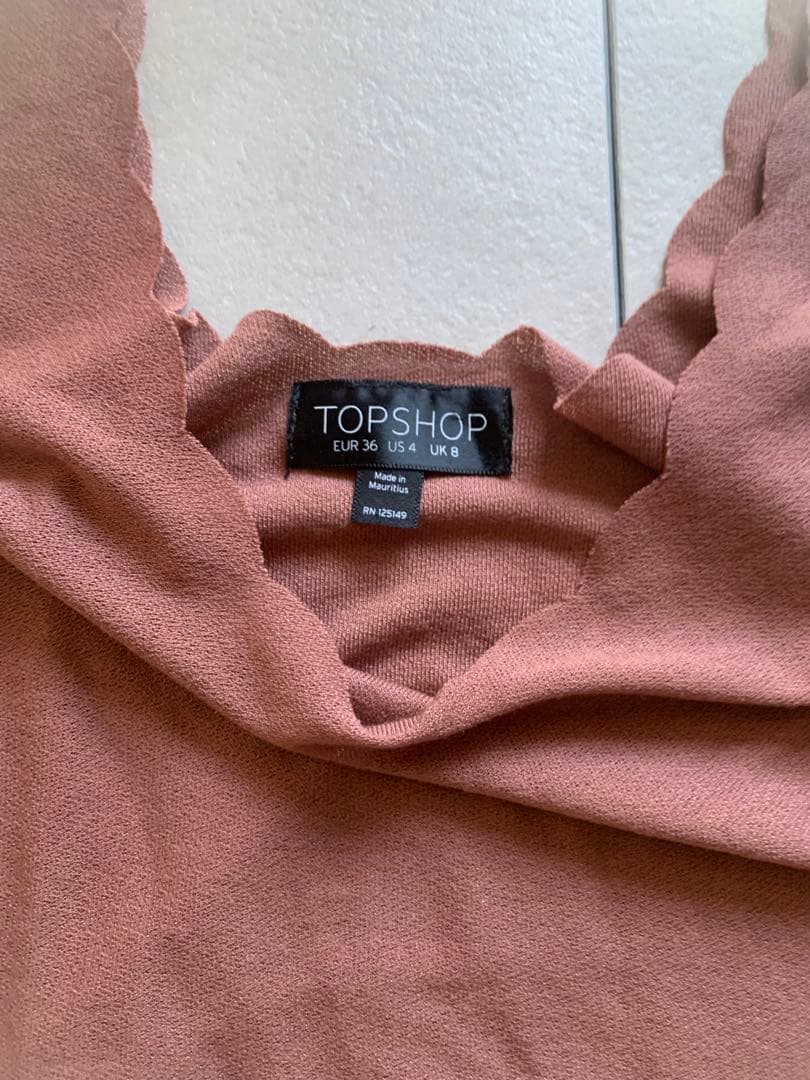 TOPSHOP
EUR 36 US 4 UK 8
Made in
Mauritius
RN 125149